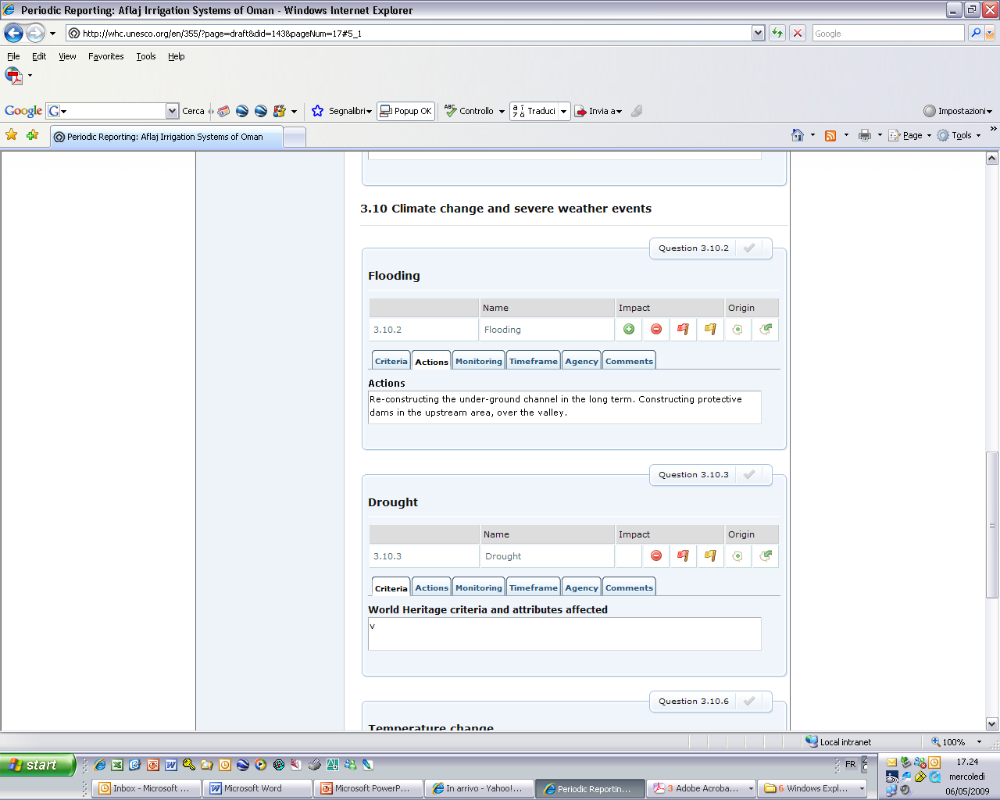 Periodic Reporting: Aflaj Irrigation Systems of Oman - Windows Internet Explorer
http://whc.unesco.org/en/355/?page=draft&did=143&pageNum=17#5_1
Google
File Edit View Favorites Tools Help
Google G Cerca Segnalibri Popup OK ABC Controllo Traduci Invia a Impostazioni
Periodic Reporting: Aflaj Irrigation Systems of Oman
Page Tools
3.10 Climate change and severe weather events
Question 3.10.2
Flooding
Name Impact Origin
3.10.2 Flooding
Criteria Actions Monitoring Timeframe Agency Comments
Actions
Re-constructing the under-ground channel in the long term. Constructing protective
dams in the upstream area, over the valley.
Question 3.10.3
Drought
Name Impact Origin
3.10.3 Drought
Criteria Actions Monitoring Timeframe Agency Comments
World Heritage criteria and attributes affected
v
Question 3.10.6
Temperature change
Local intranet 100%
start FR 17.24
mercoledì
06/05/2009
Inbox - Microsoft ... Microsoft Word Microsoft PowerP... In arrivo - Yahoo!... Periodic Reportin... 3 Adobe Acroba... 6 Windows Expl...